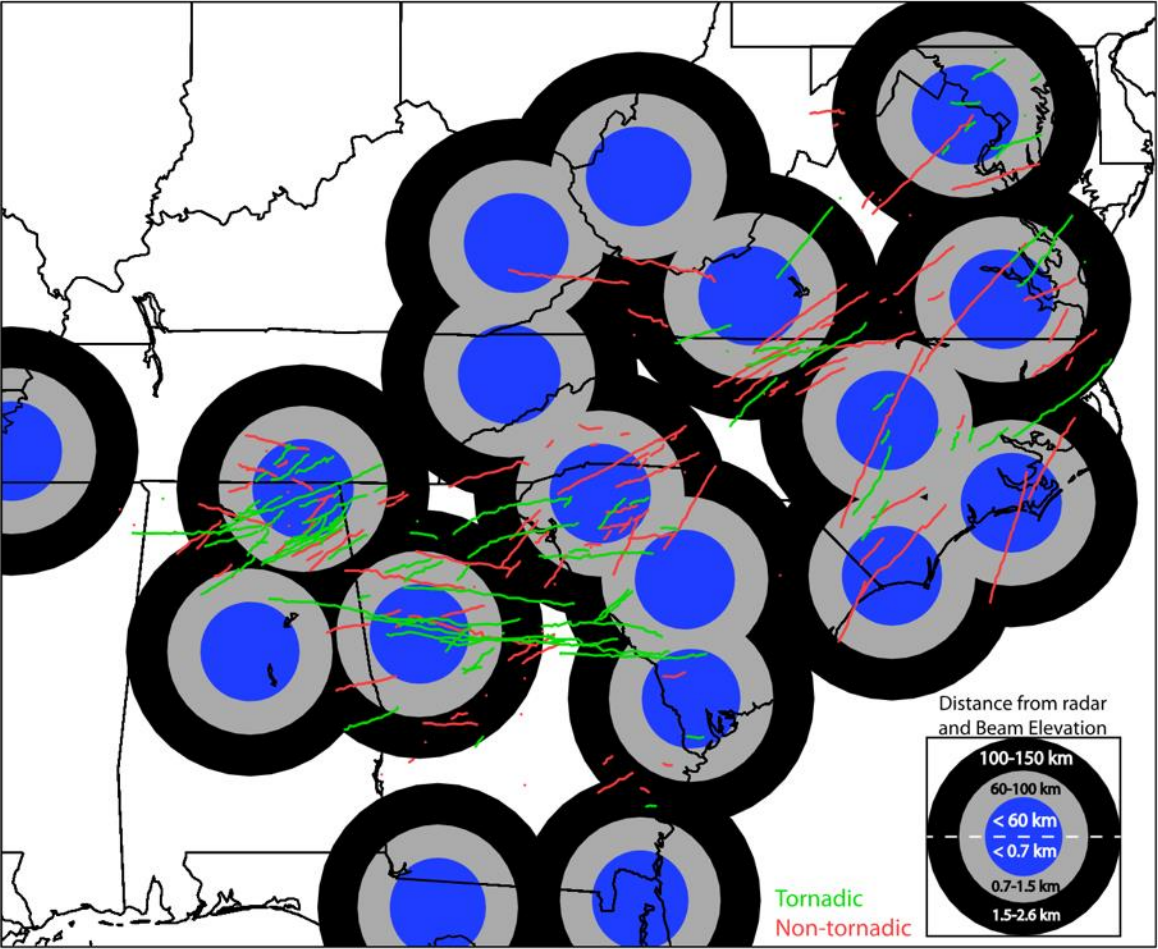 Distance from radar
and Beam Elevation
100-150 km
60-100 km
< 60 km
< 0.7 km
0.7-1.5 km
1.5-2.6 km
Tornadic
Non-tornadic